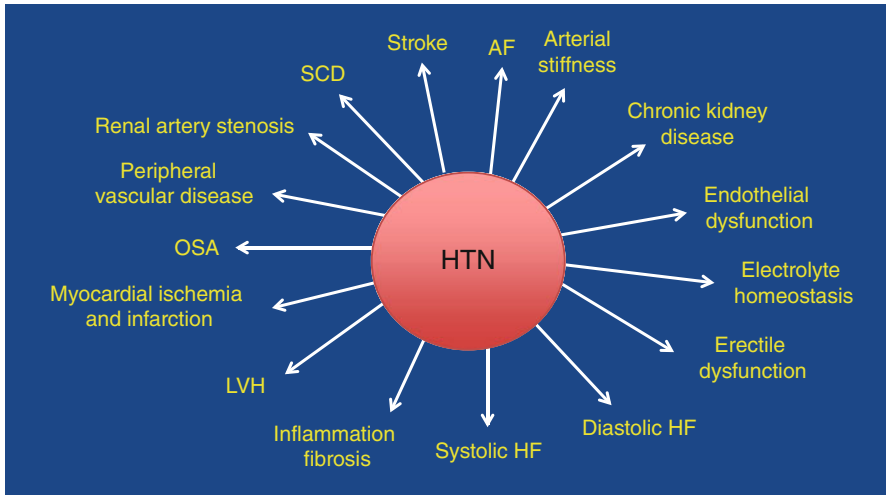 Stroke
AF
Arterial
stiffness
SCD
Chronic kidney
disease
Renal artery stenosis
Peripheral
vascular disease
Endothelial
dysfunction
OSA
HTN
Electrolyte
homeostasis
Myocardial ischemia
and infarction
Erectile
dysfunction
LVH
Diastolic HF
Inflammation
fibrosis
Systolic HF